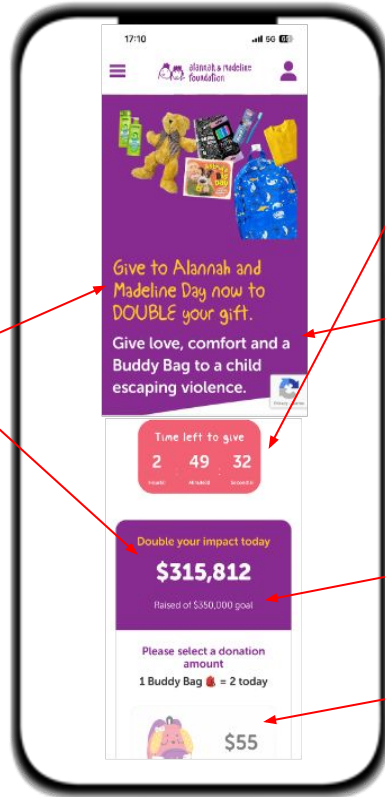 17:10
5G
alannah & madeline
foundation
Give to Alannah and
Madeline Day now to
DOUBLE your gift.
Give love, comfort and a
Buddy Bag to a child
escaping violence.
Time left to give
2 49 32
Double your impact today
$315,812
Raised of $350,000 goal
Please select a donation
amount
1 Buddy Bag = 2 today
$55